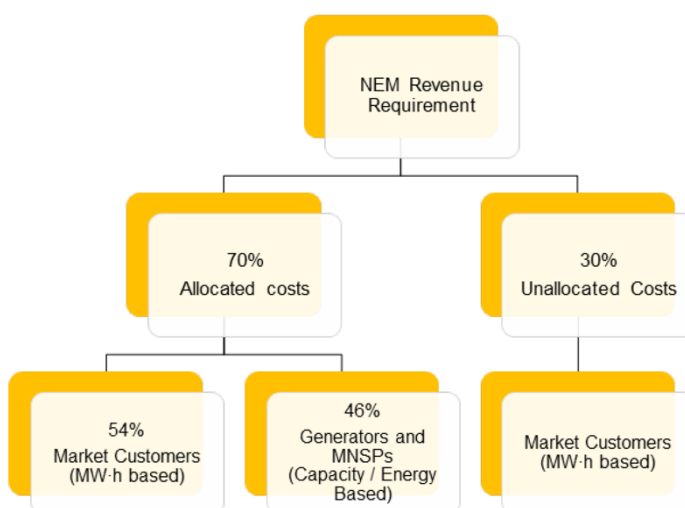 NEM Revenue
Requirement
70%
Allocated costs
30%
Unallocated Costs
54%
Market Customers
(MW·h based)
46%
Generators and
MNSPs
(Capacity / Energy
Based)
Market Customers
(MW·h based)